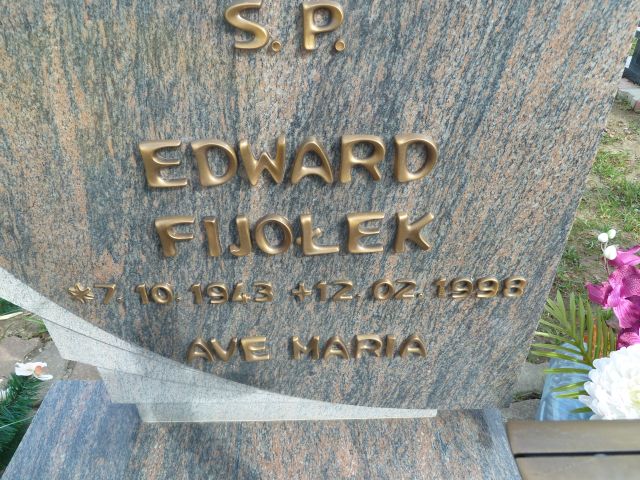 S.P.
EDWARD
FIJOŁEK
*7.10.1943 +12.02.1998
AVE MARIA